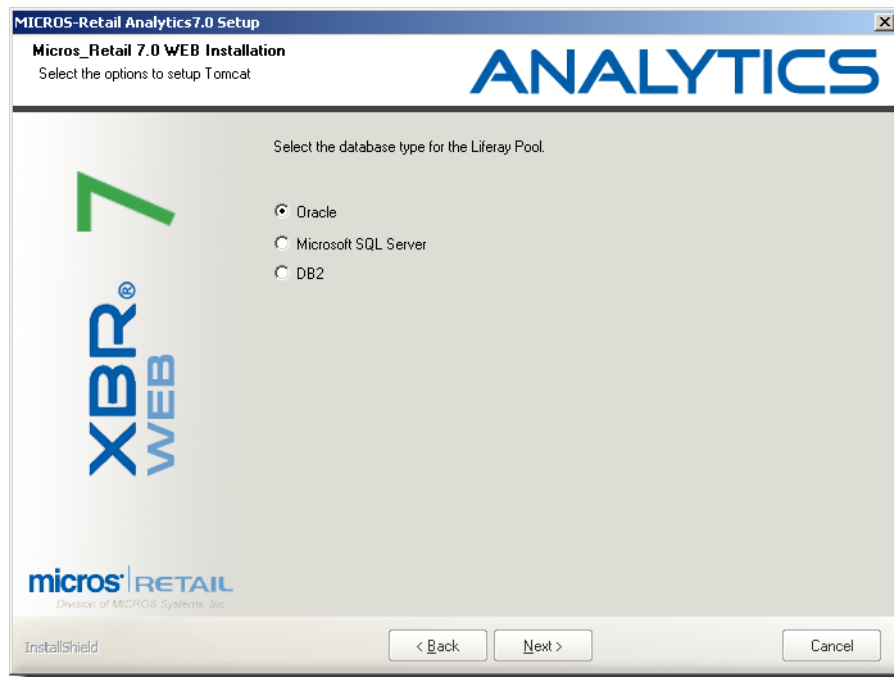 MICROS-Retail Analytics7.0 Setup
Micros_Retail 7.0 WEB Installation
Select the options to setup Tomcat
ANALYTICS
Select the database type for the Liferay Pool.
Oracle
Microsoft SQL Server
DB2
7
XBR®
WEB
micros RETAIL
Division of MICROS Systems, Inc.
InstallShield
< Back
Next >
Cancel